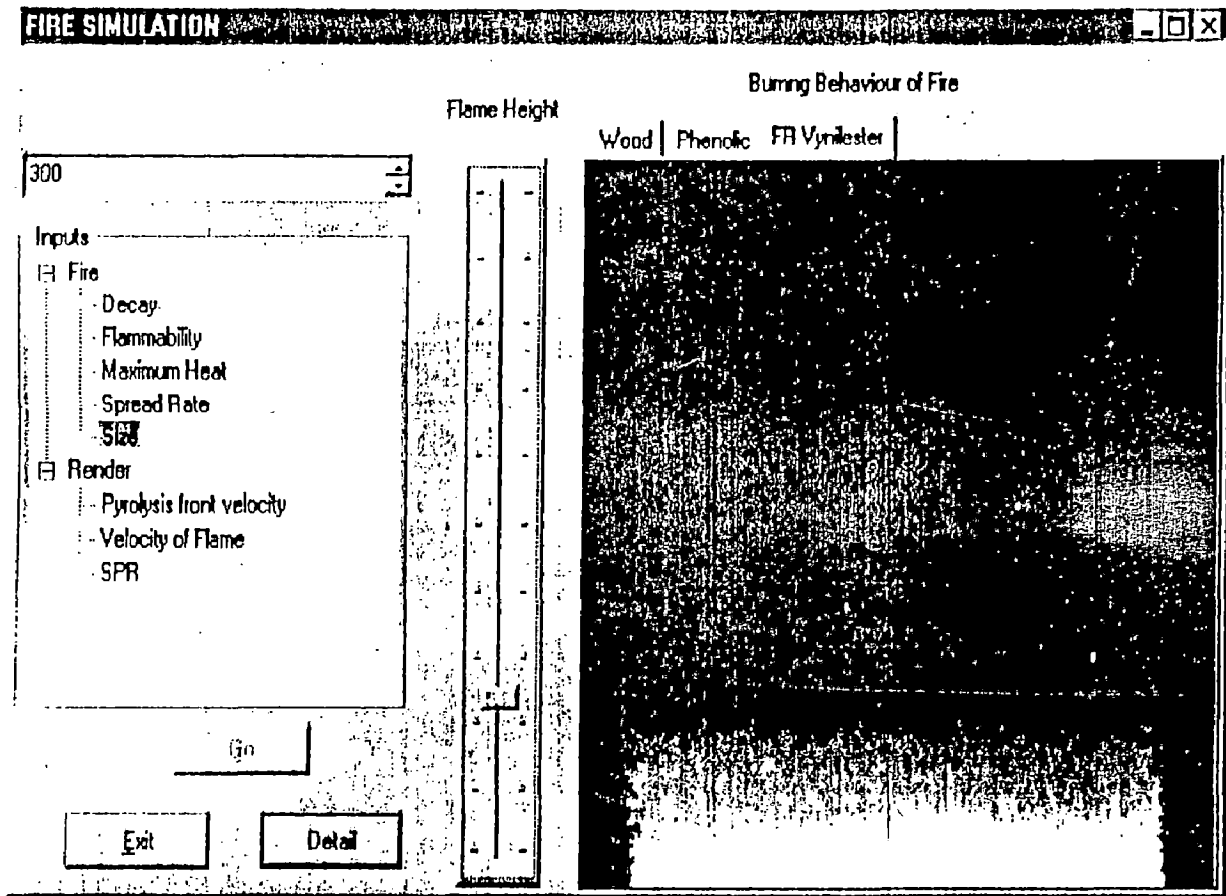 FIRE SIMULATION
Burning Behaviour of Fire
Flame Height
Wood
Phenolic
FR Vynilester
300
Inputs
Fire
Decay
Flammability
Maximum Heat
Spread Rate
Size
Render
Pyrolysis front velocity
Velocity of Flame
SPR
Go
Exit
Detail